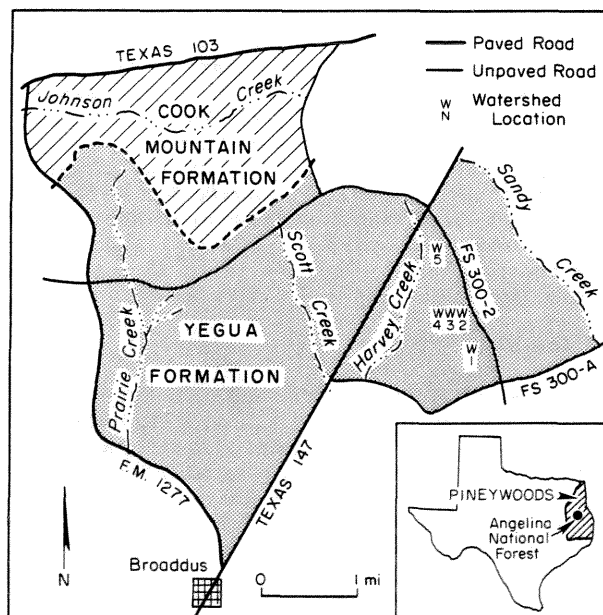 TEXAS 103
Paved Road
Unpaved Road
W
N
Watershed
Location
Johnson Creek
COOK
MOUNTAIN
FORMATION
Sandy Creek
Scott Creek
Harvey Creek
W
5
FS 300-2
WWW
432
W
1
Prairie Creek
YEGUA
FORMATION
FS 300-A
F.M. 1277
TEXAS 147
N
Broaddus
0 1 mi
PINEYWOODS
Angelina
National
Forest